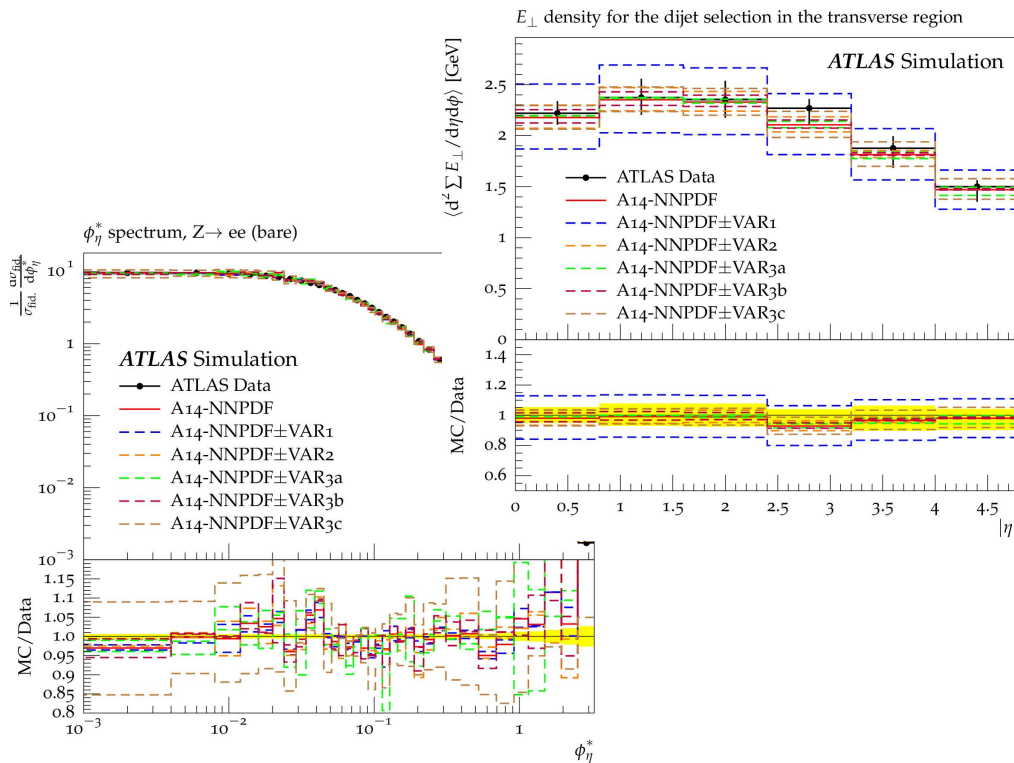 E⊥ density for the dijet selection in the transverse region
⟨d² ∑ E⊥ / dηdϕ⟩ [GeV]
ATLAS Simulation
2.5
2
1.5
1
0
ATLAS Data
A14-NNPDF
A14-NNPDF±VAR1
A14-NNPDF±VAR2
A14-NNPDF±VAR3a
A14-NNPDF±VAR3b
A14-NNPDF±VAR3c
MC/Data
1.4
1.2
1
0.8
0.6
0 0.5 1 1.5 2 2.5 3 3.5 4 4.5
|η
ϕ*η spectrum, Z→ ee (bare)
1/σfid. dσfid./dϕ*η
10¹
1
10⁻¹
10⁻²
10⁻³
ATLAS Simulation
ATLAS Data
A14-NNPDF
A14-NNPDF±VAR1
A14-NNPDF±VAR2
A14-NNPDF±VAR3a
A14-NNPDF±VAR3b
A14-NNPDF±VAR3c
MC/Data
1.15
1.1
1.05
1.0
0.95
0.9
0.85
0.8
10⁻³ 10⁻² 10⁻¹ 1
ϕ*η